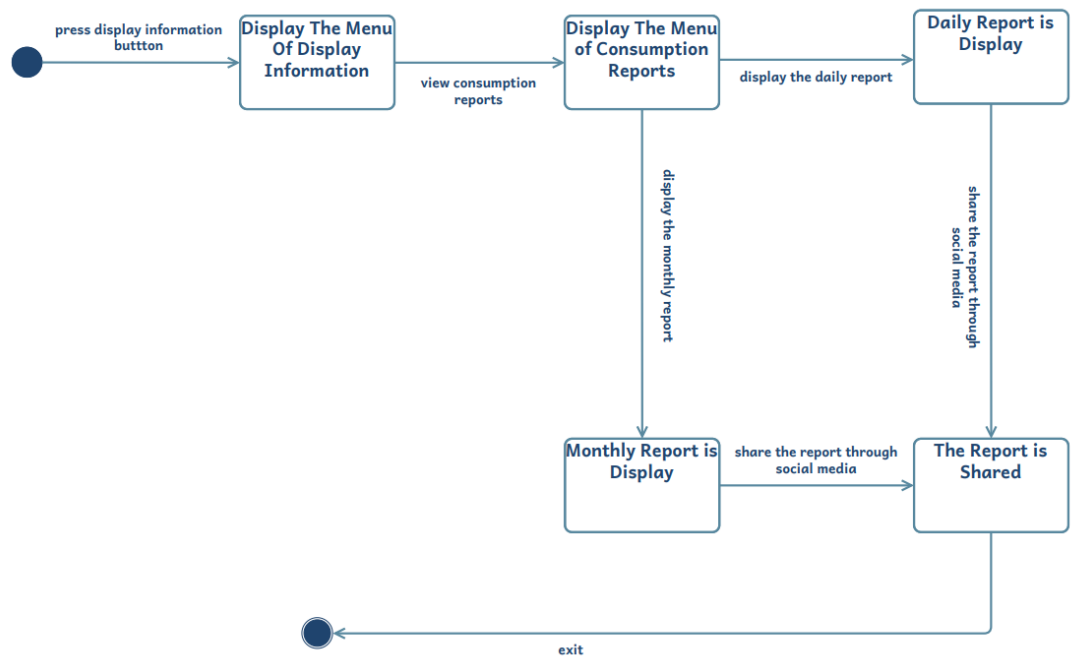 press display information
buttton
Display The Menu
Of Display
Information
view consumption
reports
Display The Menu
of Consumption
Reports
display the daily report
Daily Report is
Display
display the monthly report
share the report through
social media
Monthly Report is
Display
share the report through
social media
The Report is
Shared
exit